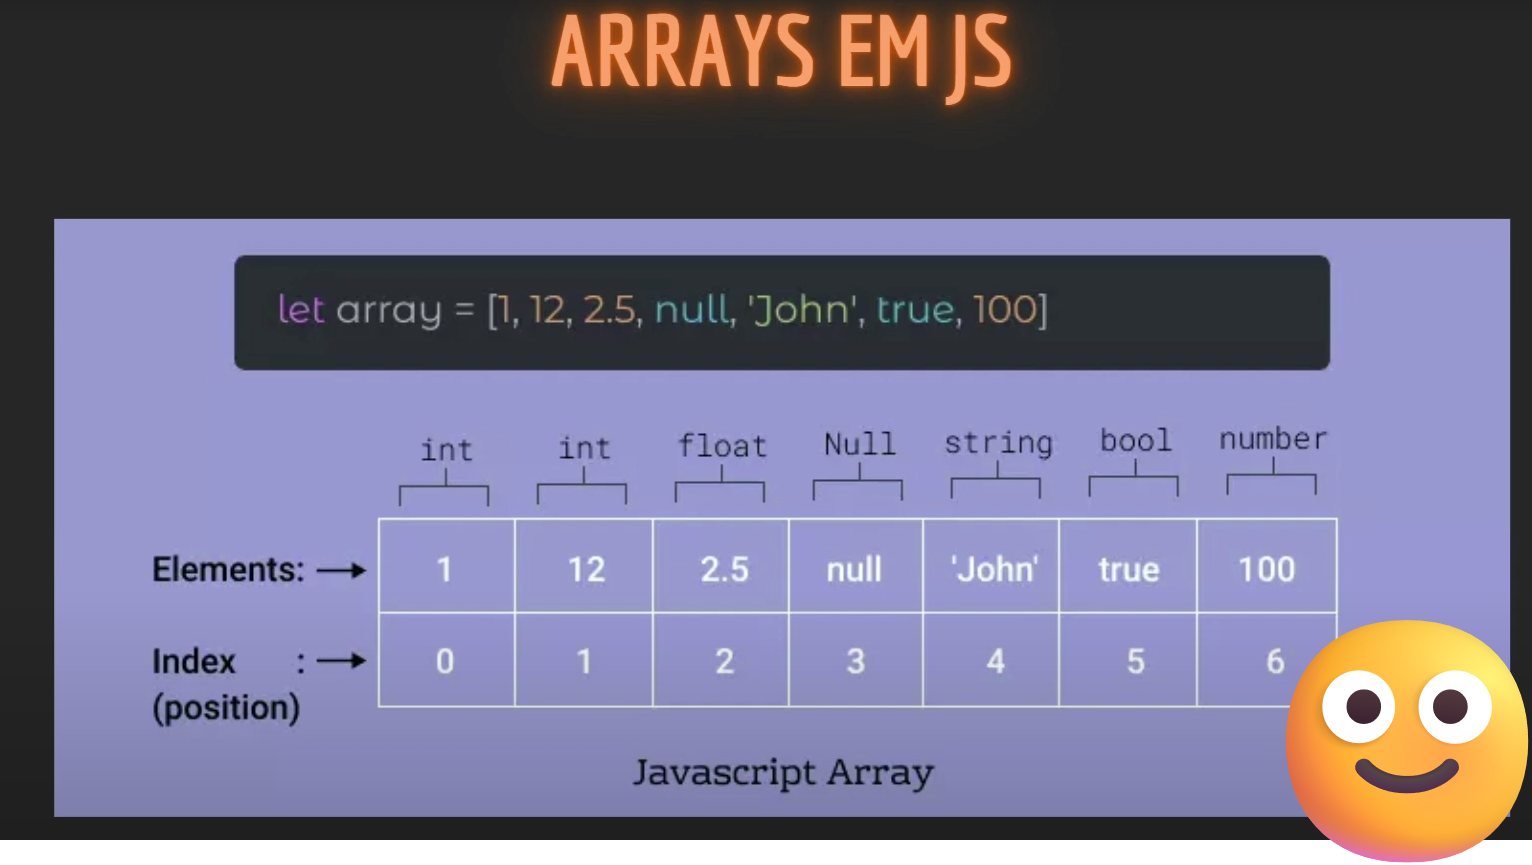 ARRAYS EM JS
let array = [1, 12, 2.5, null, 'John', true, 100]
int int float Null string bool number
Elements: 1 12 2.5 null 'John' true 100
Index : 0 1 2 3 4 5 6
(position)
Javascript Array